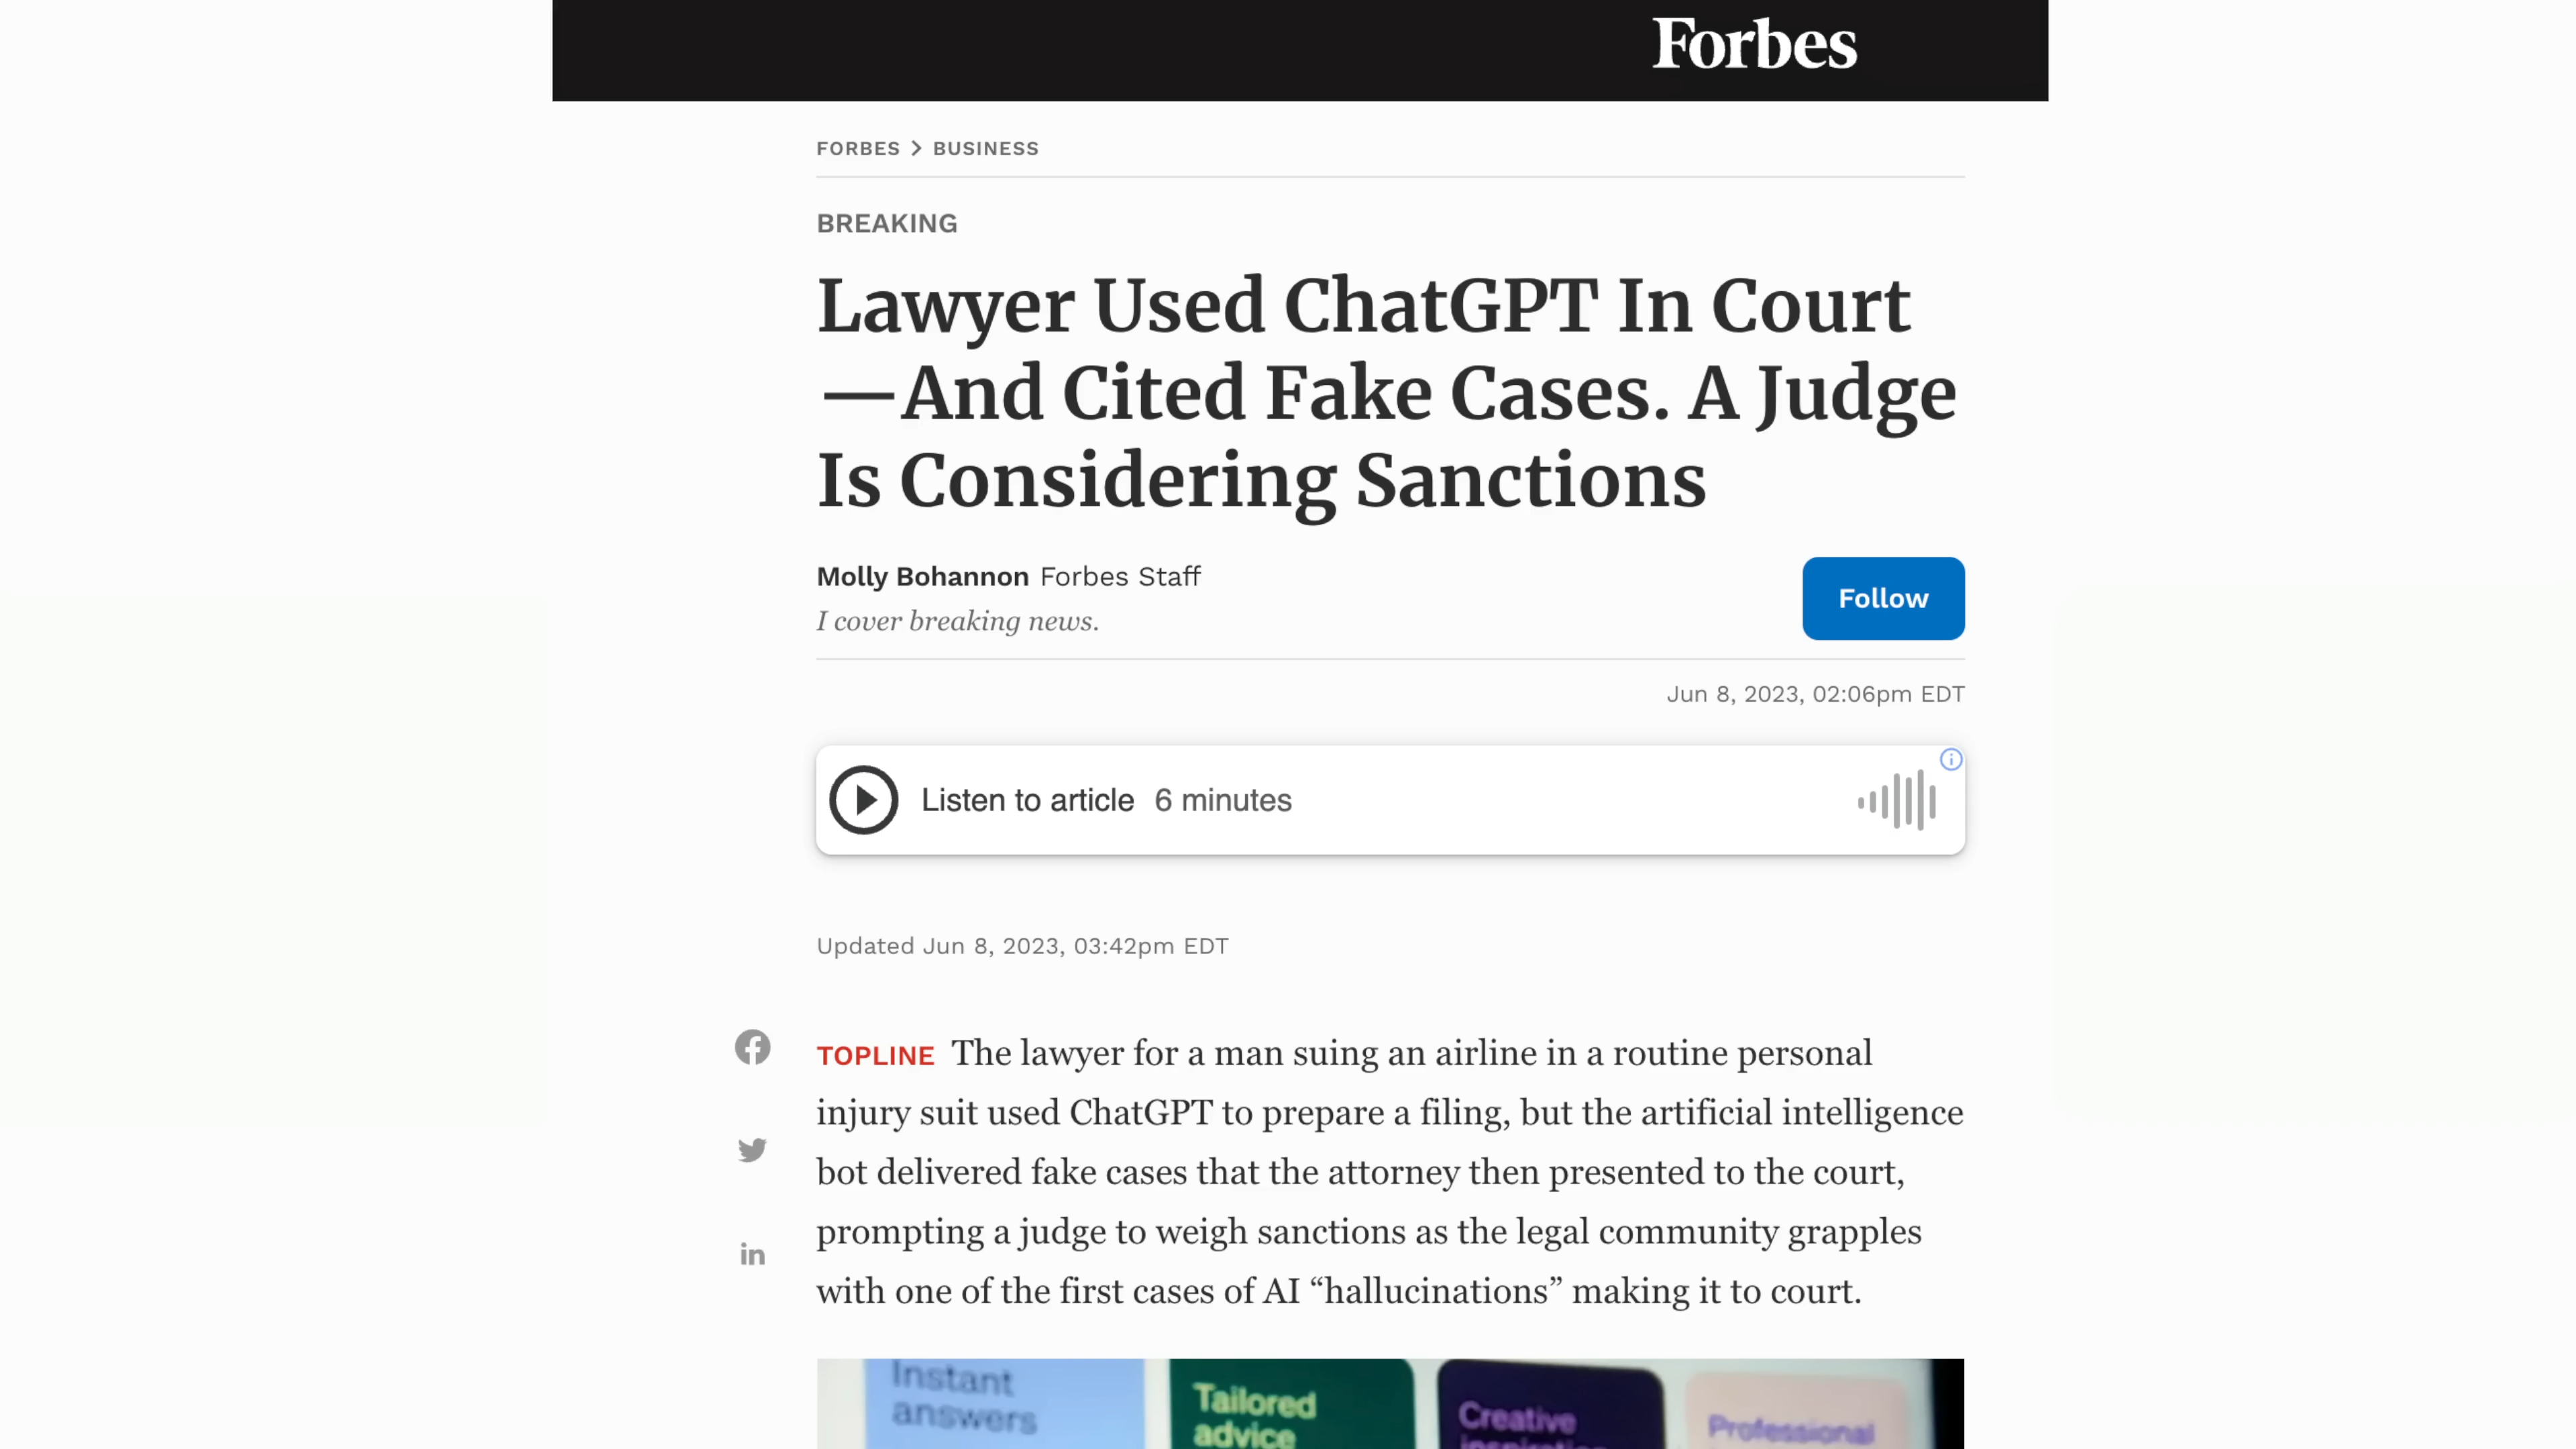 Forbes
FORBES > BUSINESS
BREAKING
Lawyer Used ChatGPT In Court
—And Cited Fake Cases. A Judge
Is Considering Sanctions
Molly Bohannon Forbes Staff
I cover breaking news.
Follow
Jun 8, 2023, 02:06pm EDT
Listen to article 6 minutes
Updated Jun 8, 2023, 03:42pm EDT
TOPLINE The lawyer for a man suing an airline in a routine personal
injury suit used ChatGPT to prepare a filing, but the artificial intelligence
bot delivered fake cases that the attorney then presented to the court,
prompting a judge to weigh sanctions as the legal community grapples
with one of the first cases of AI “hallucinations” making it to court.
Instant
answers
Tailored
advice
Creative
Professional